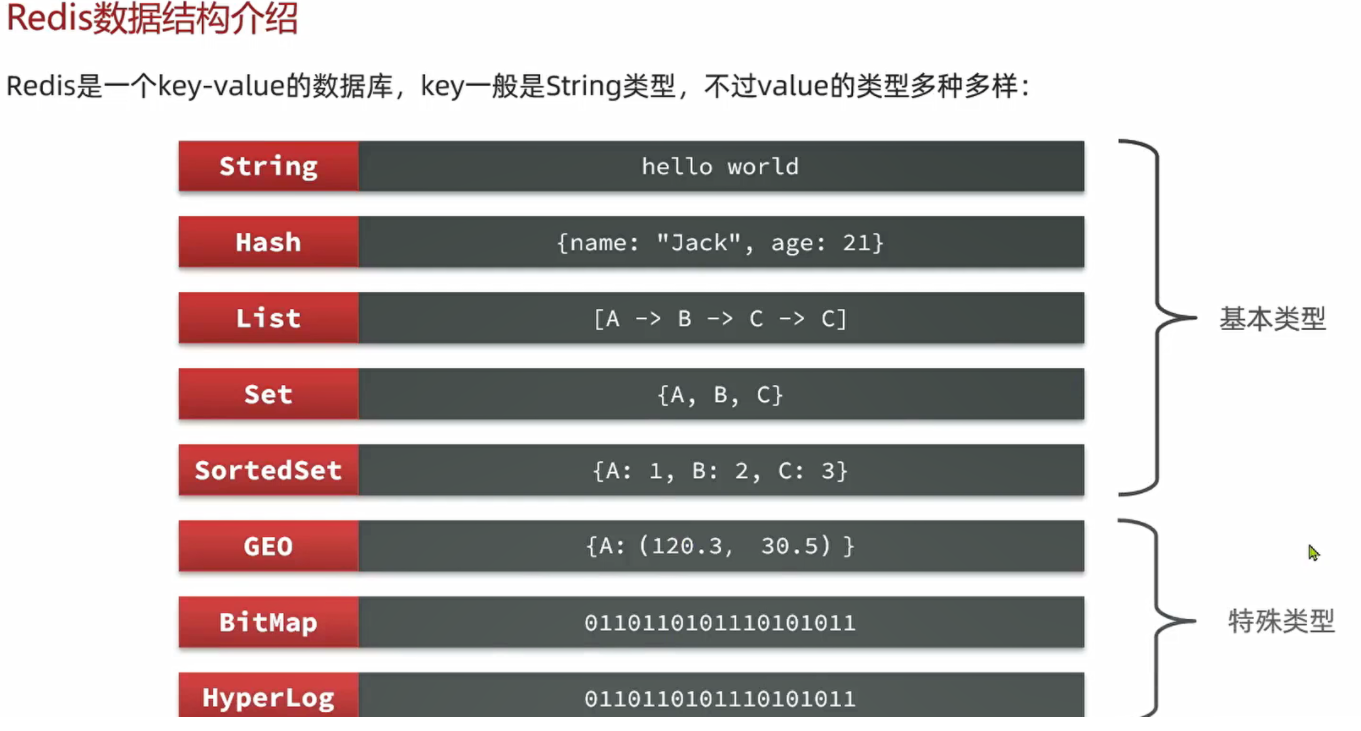 Redis数据结构介绍
Redis是一个key-value的数据库，key一般是String类型，不过value的类型多种多样：
String hello world
Hash {name: "Jack", age: 21}
List [A -> B -> C -> C]
基本类型
Set {A, B, C}
SortedSet {A: 1, B: 2, C: 3}
GEO {A:（120.3, 30.5）}
BitMap 0110110101110101011
特殊类型
HyperLog 0110110101110101011